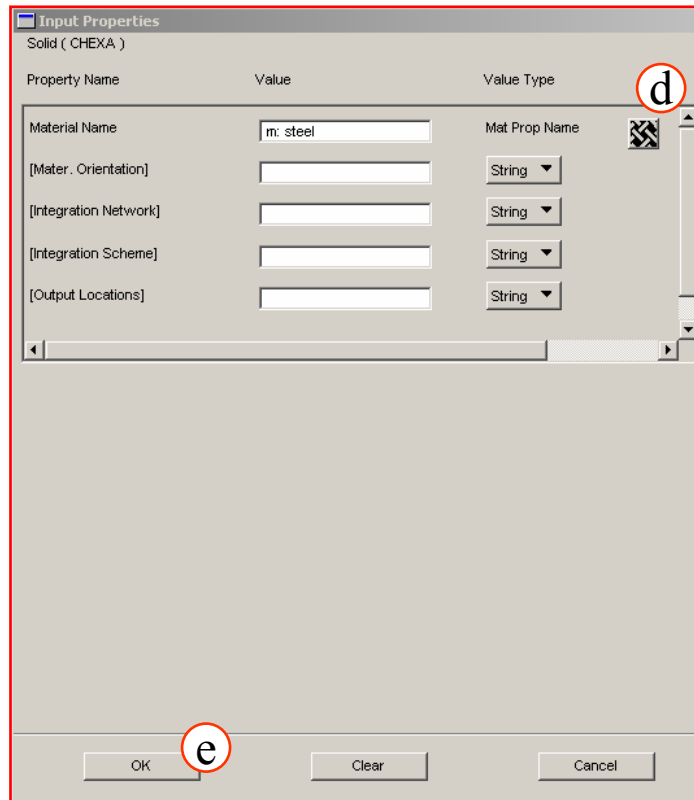 Input Properties
Solid ( CHEXA )
Property Name Value Value Type
d
Material Name m: steel Mat Prop Name
[Mater. Orientation] String
[Integration Network] String
[Integration Scheme] String
[Output Locations] String
e
OK Clear Cancel